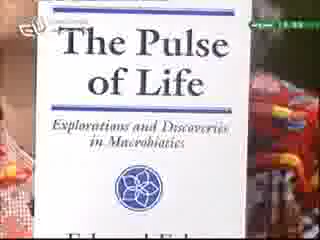 The Pulse
of Life
Explorations and Discoveries
in Macrobiotics